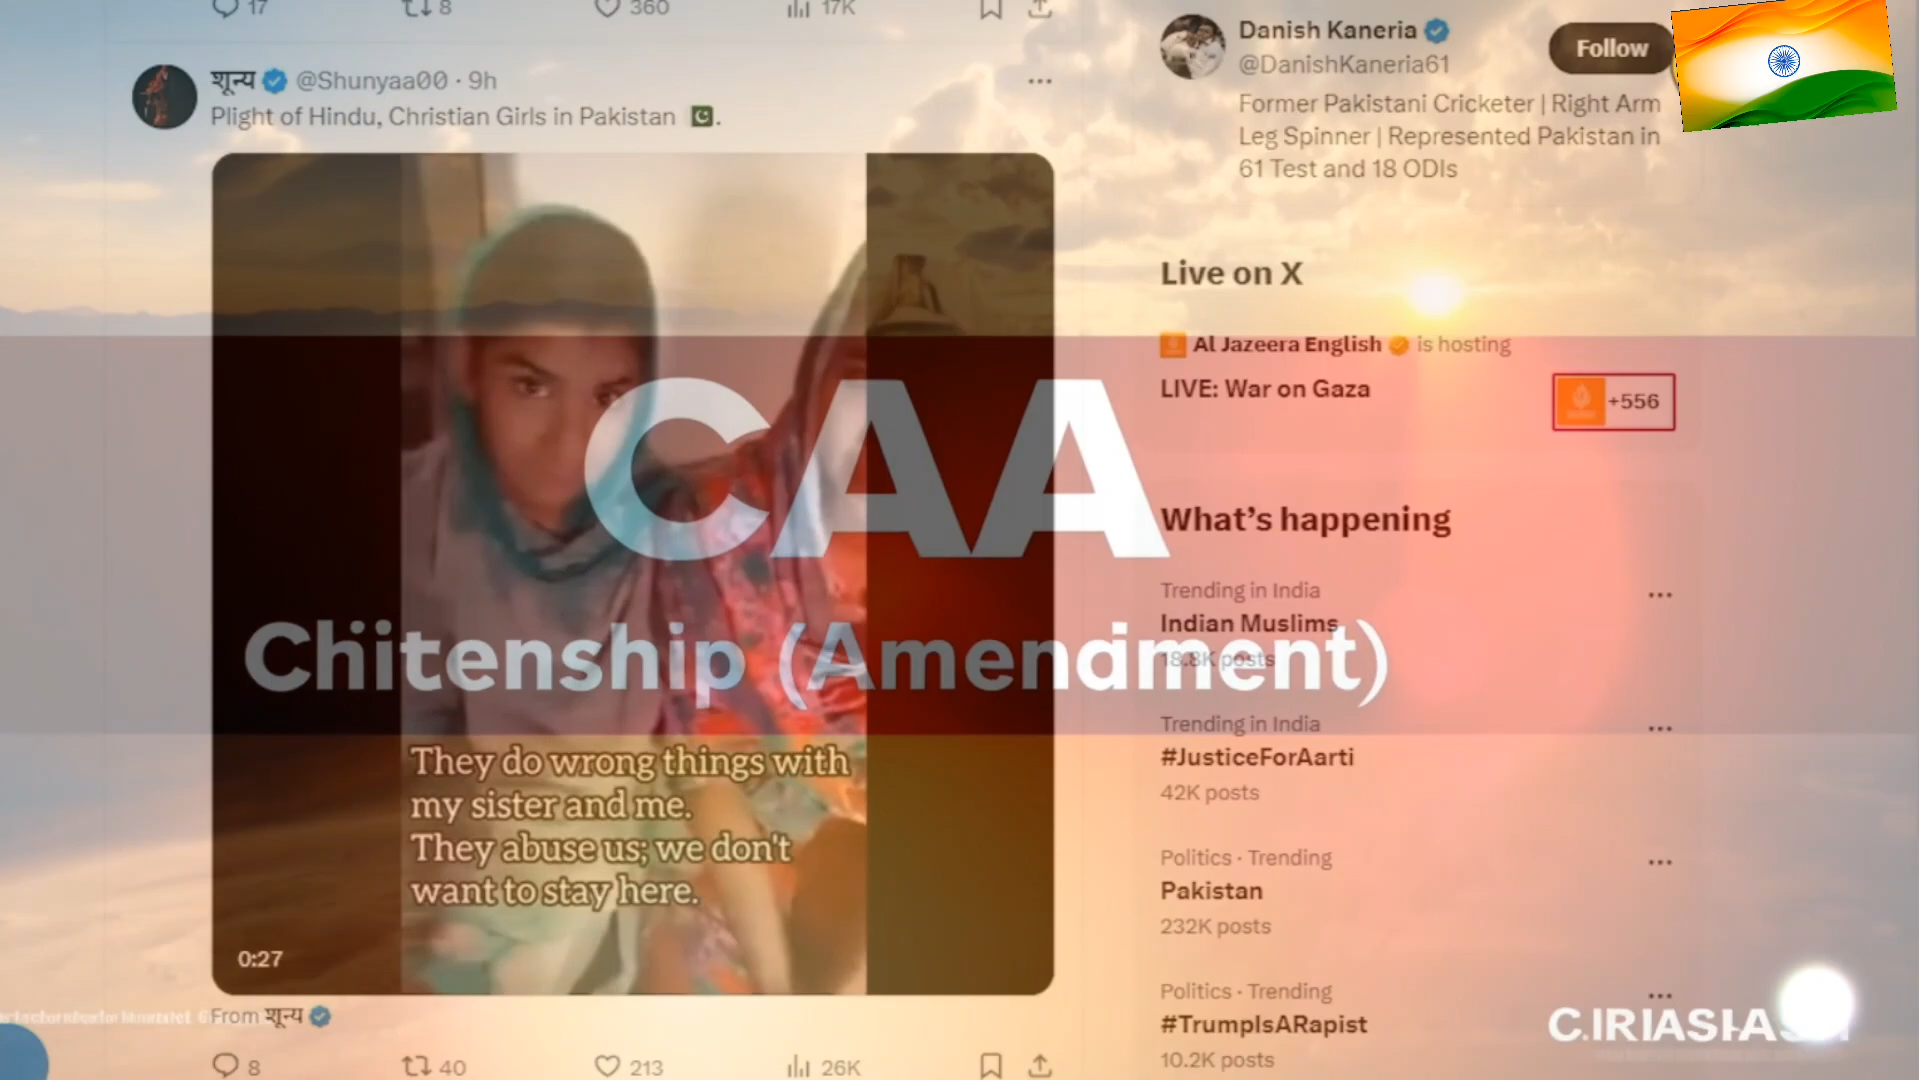 17 8 360 17K
शून्य @Shunyaa00 · 9h
Plight of Hindu, Christian Girls in Pakistan .
They do wrong things with
my sister and me.
They abuse us; we don't
want to stay here.
0:27
From शून्य
8 40 213 26K
CAA
Chitenship (Amendment)
Danish Kaneria
@DanishKaneria61
Follow
Former Pakistani Cricketer | Right Arm
Leg Spinner | Represented Pakistan in
61 Test and 18 ODIs
Live on X
Al Jazeera English is hosting
LIVE: War on Gaza
+556
What's happening
Trending in India
Indian Muslims
18.8K posts
Trending in India
#JusticeForAarti
42K posts
Politics · Trending
Pakistan
232K posts
Politics · Trending
#TrumpIsARapist
10.2K posts